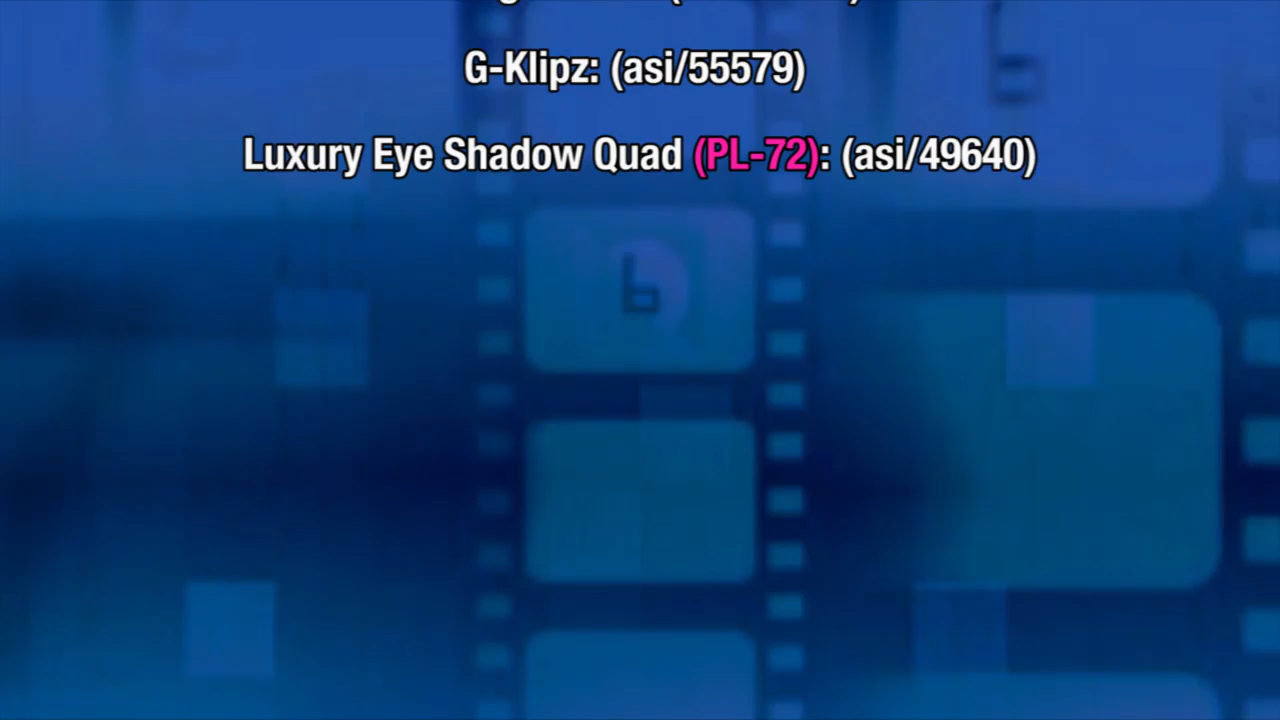 G-Klipz: (asi/55579)
Luxury Eye Shadow Quad (PL-72): (asi/49640)